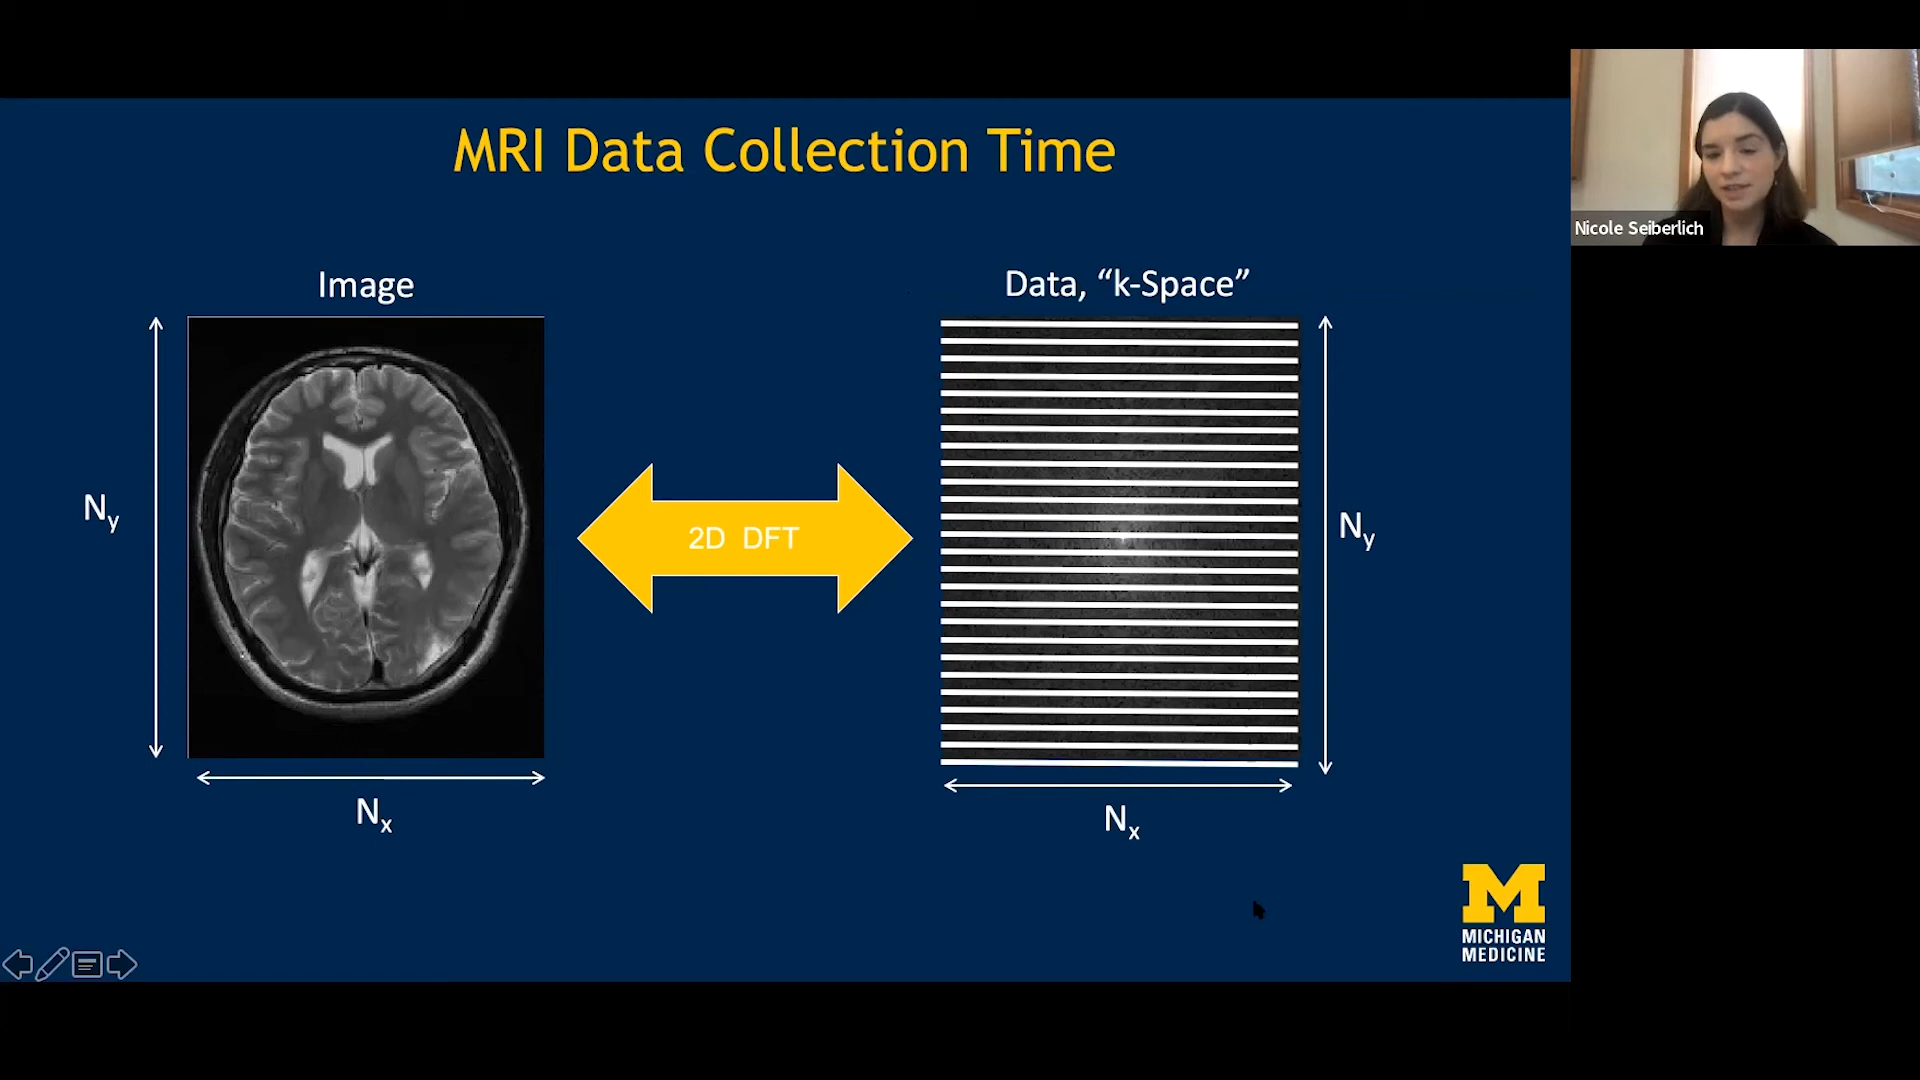 MRI Data Collection Time
Nicole Seiberlich
Image
Data, “k-Space”
Ny
Nx
2D DFT
Ny
Nx
M
MICHIGAN
MEDICINE